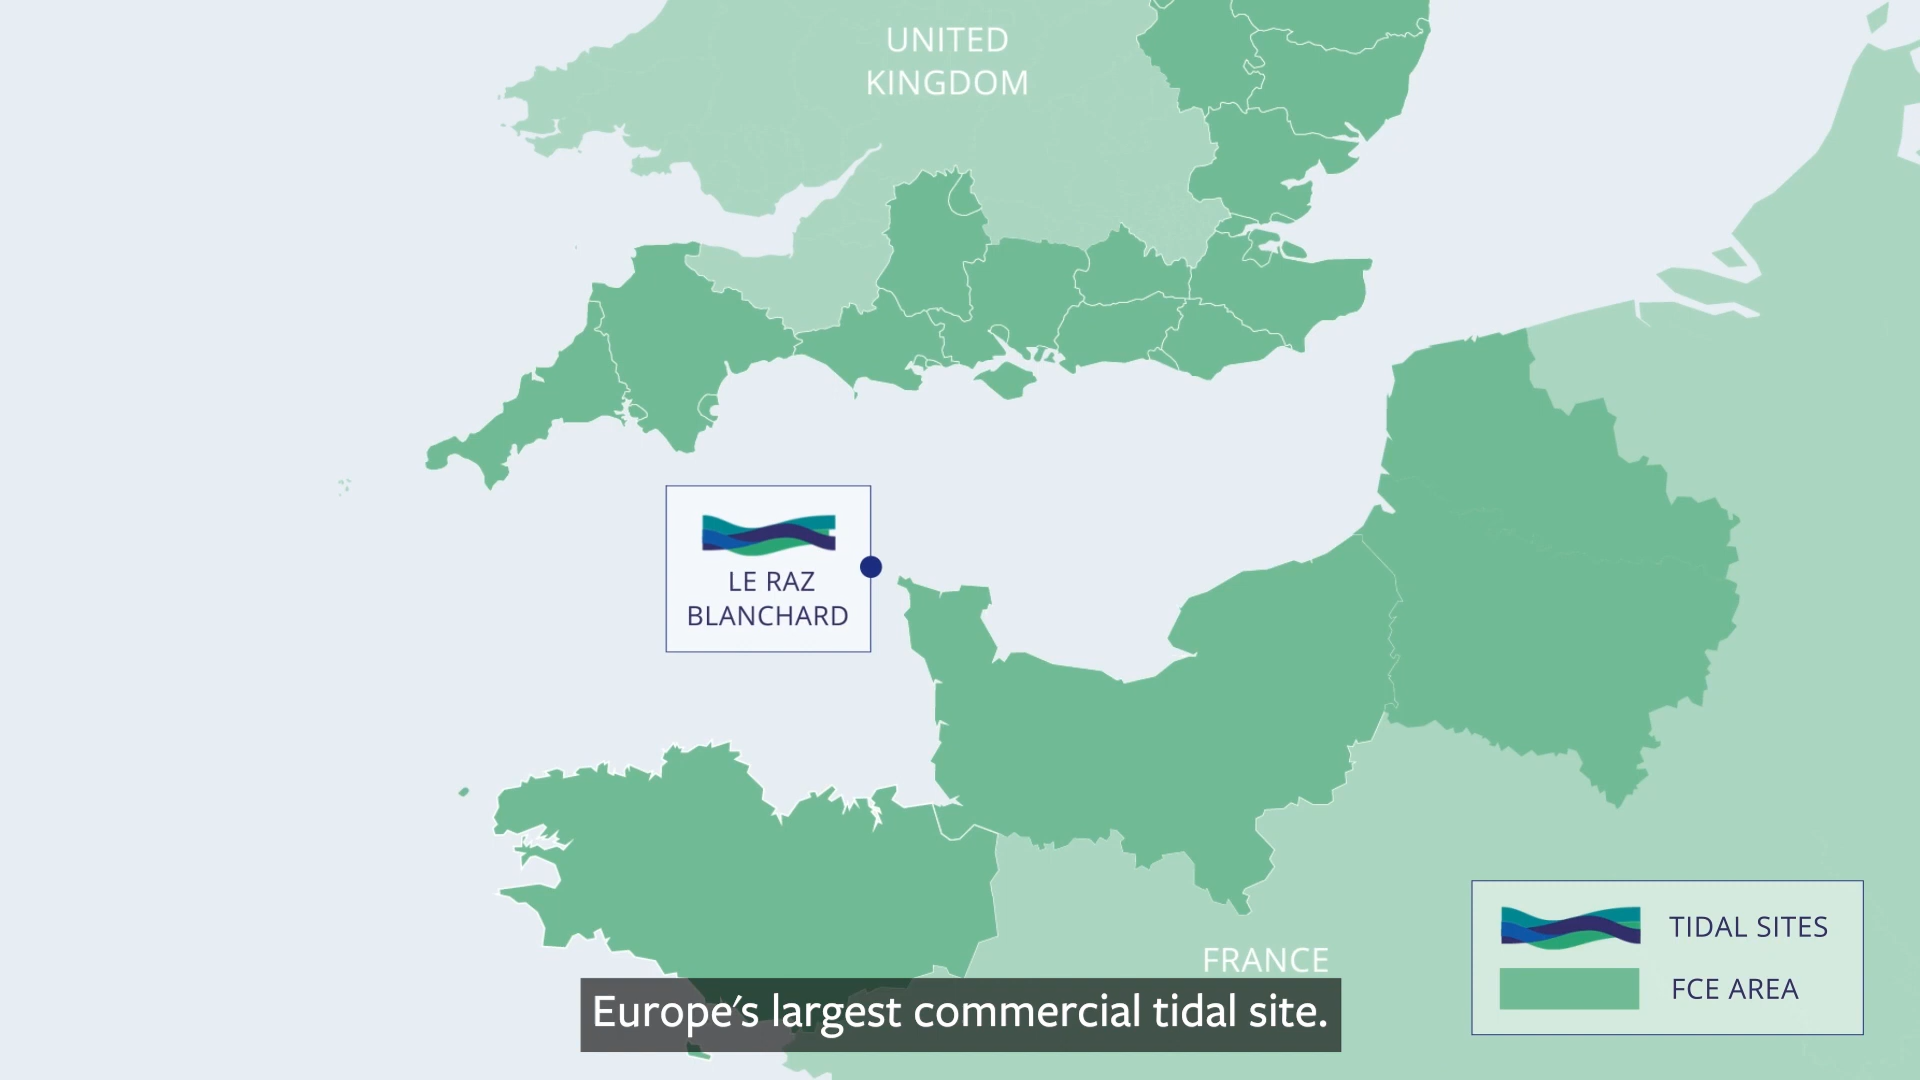 UNITED
KINGDOM
LE RAZ
BLANCHARD
TIDAL SITES
FCE AREA
FRANCE
Europe's largest commercial tidal site.